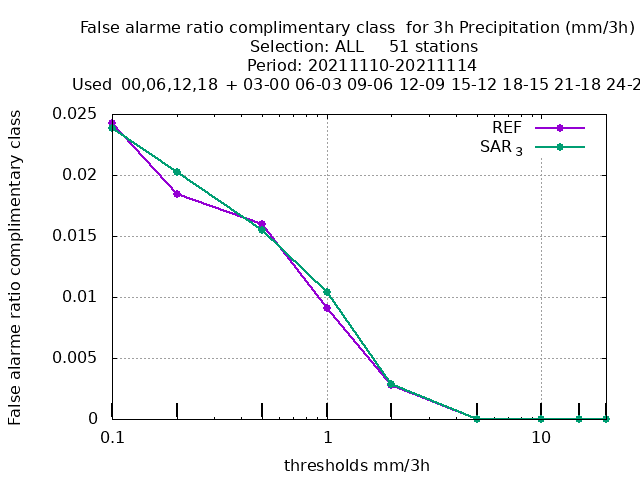 False alarme ratio complimentary class  for 3h Precipitation (mm/3h)
Selection: ALL     51 stations
Period: 20211110-20211114
Used  00,06,12,18  + 03-00 06-03 09-06 12-09 15-12 18-15 21-18 24-2
False alarme ratio complimentary class
0.025
0.02
0.015
0.01
0.005
0
REF
SAR 3
0.1
1
10
thresholds mm/3h